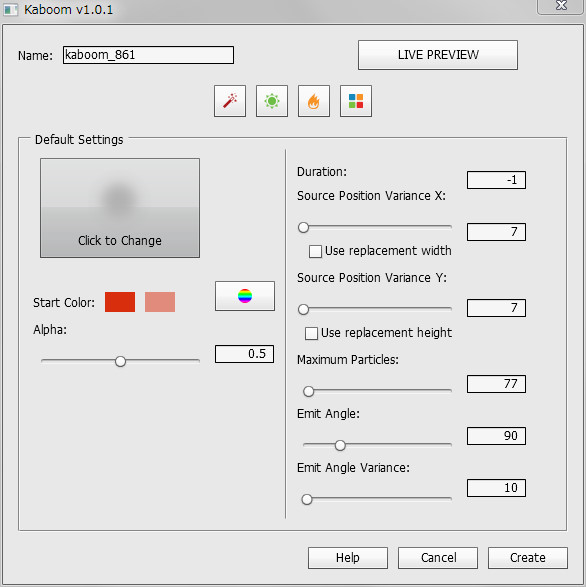 Kaboom v1.0.1
Name: kaboom_861
LIVE PREVIEW
Default Settings
Click to Change
Start Color:
Alpha:
0.5
Duration:
-1
Source Position Variance X:
7
Use replacement width
Source Position Variance Y:
7
Use replacement height
Maximum Particles:
77
Emit Angle:
90
Emit Angle Variance:
10
Help Cancel Create